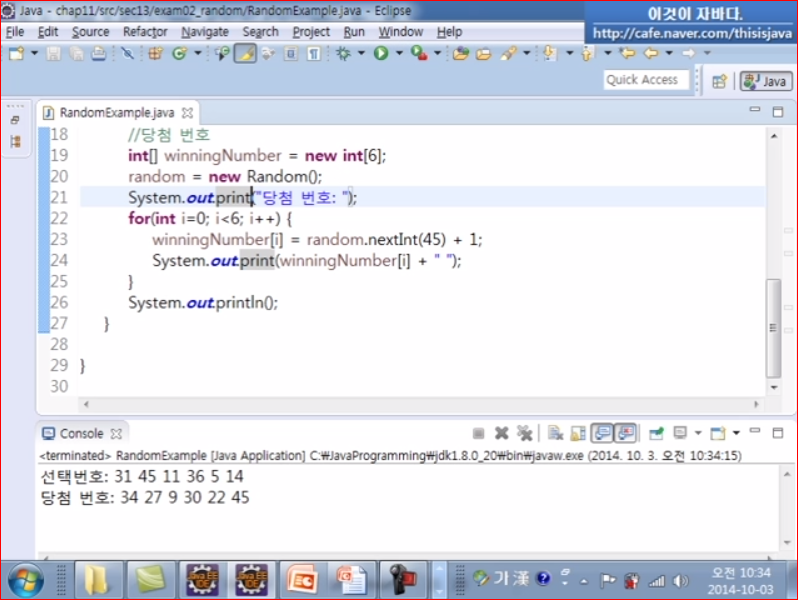 Java - chap11/src/sec13/exam02_random/RandomExample.java - Eclipse
이것이 자바다.
http://cafe.naver.com/thisisjava
File Edit Source Refactor Navigate Search Project Run Window Help
Quick Access
Java
RandomExample.java
18 //당첨 번호
19 int[] winningNumber = new int[6];
20 random = new Random();
21 System.out.print("당첨 번호: ");
22 for(int i=0; i<6; i++) {
23 winningNumber[i] = random.nextInt(45) + 1;
24 System.out.print(winningNumber[i] + " ");
25 }
26 System.out.println();
27 }
28
29 }
30
Console
<terminated> RandomExample [Java Application] C:₩JavaProgramming₩jdk1.8.0_20₩bin₩javaw.exe (2014. 10. 3. 오전 10:34:15)
선택번호: 31 45 11 36 5 14
당첨 번호: 34 27 9 30 22 45
가 漢
오전 10:34
2014-10-03